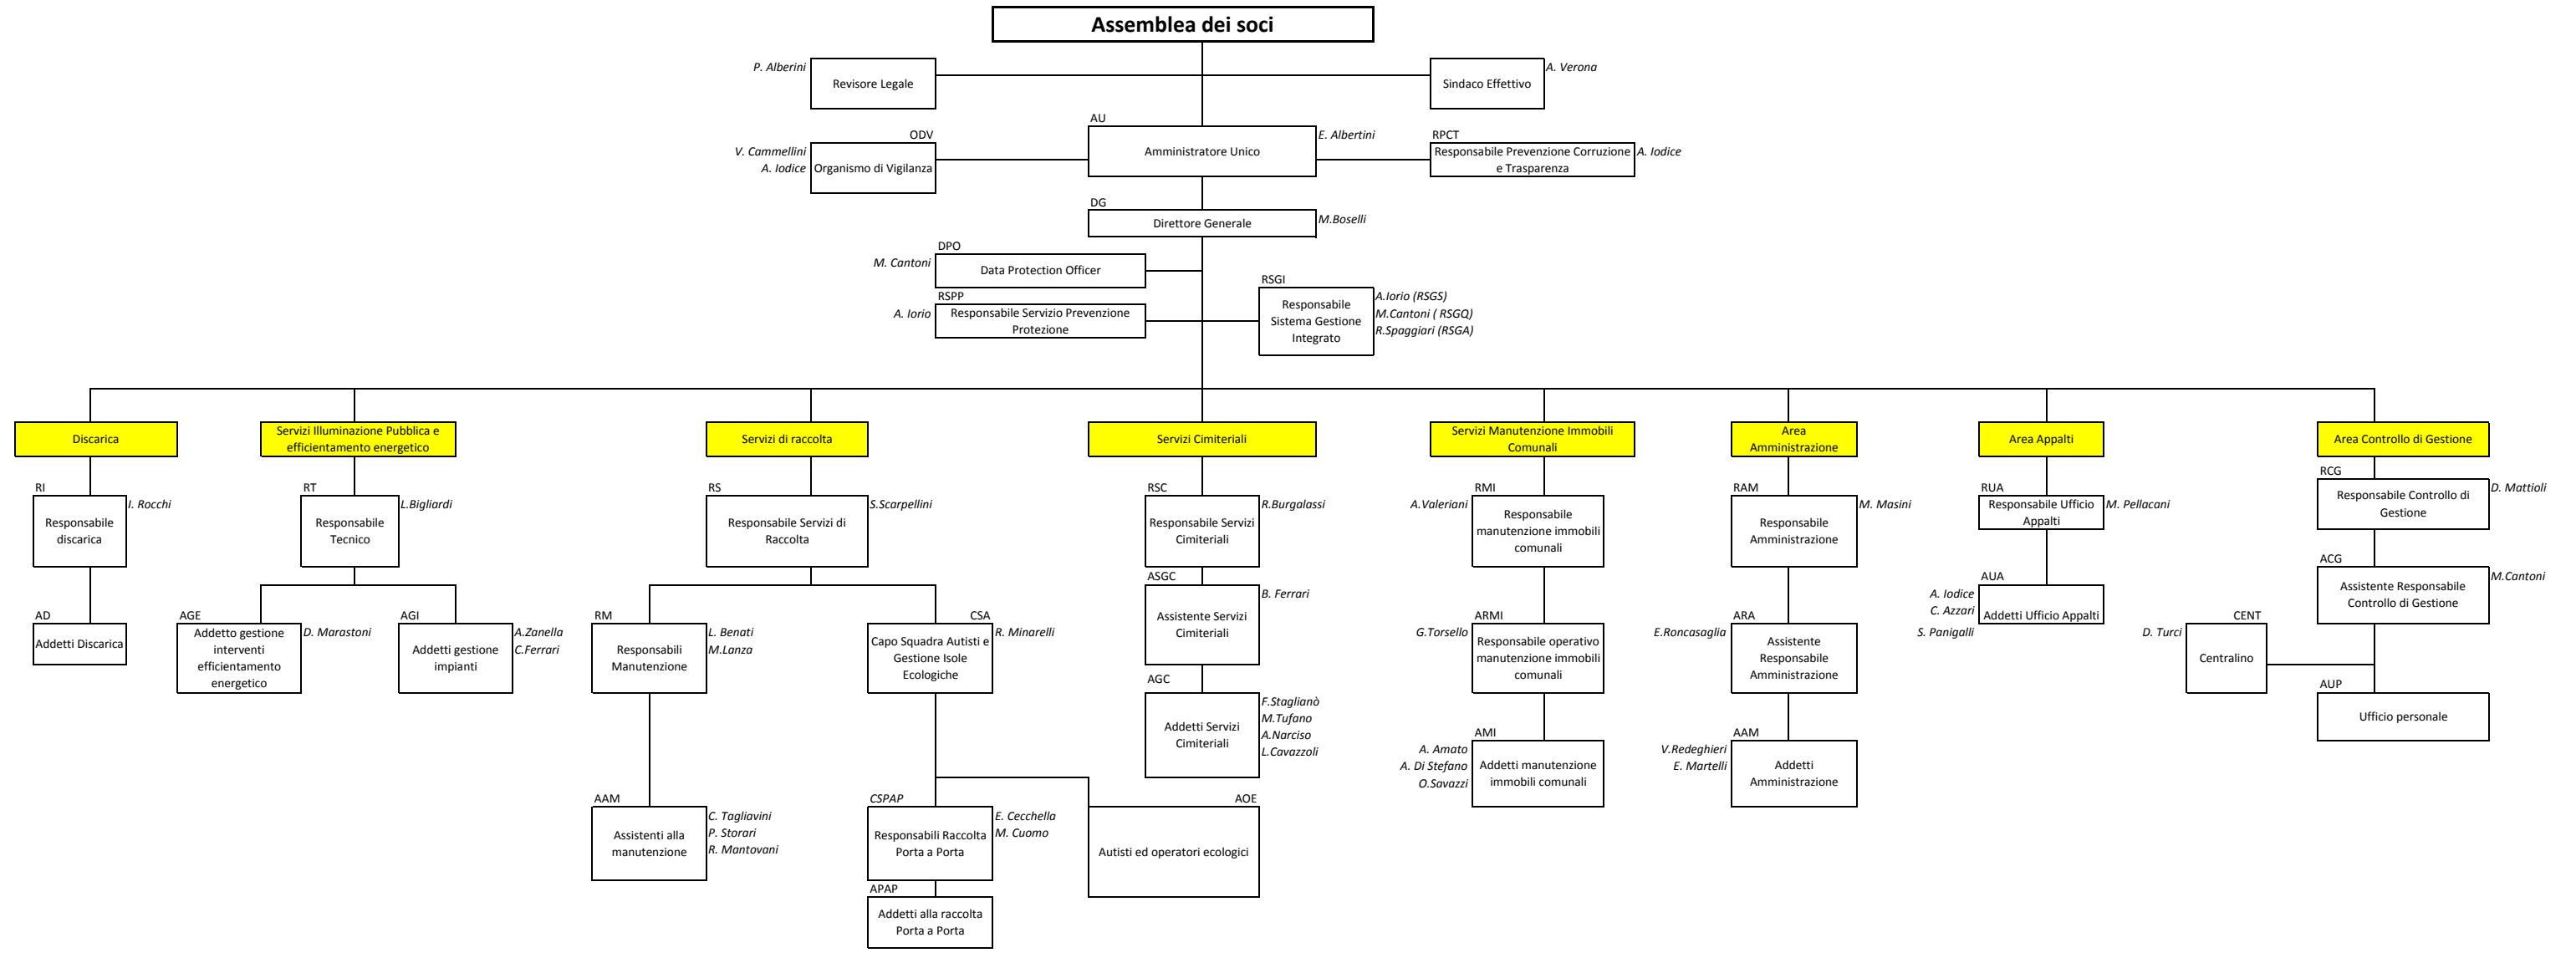 Assemblea dei soci
P. Alberini
Revisore Legale
Sindaco Effettivo
A. Verona
AU
Amministratore Unico
E. Albertini
ODV
V. Cammellini
A. Iodice
Organismo di Vigilanza
RPCT
Responsabile Prevenzione Corruzione
e Trasparenza
A. Iodice
DG
Direttore Generale
M.Boselli
DPO
M. Cantoni
Data Protection Officer
RSPP
A. Iorio
Responsabile Servizio Prevenzione
Protezione
RSGI
Responsabile
Sistema Gestione
Integrato
A.Iorio (RSGS)
M.Cantoni ( RSGQ)
R.Spaggiari (RSGA)
Discarica
RI
Responsabile
discarica
I. Rocchi
AD
Addetti Discarica
Servizi Illuminazione Pubblica e
efficientamento energetico
RT
Responsabile
Tecnico
L.Bigliardi
AGE
Addetto gestione
interventi
efficientamento
energetico
D. Marastoni
AGI
Addetti gestione
impianti
A.Zanella
C.Ferrari
Servizi di raccolta
RS
Responsabile Servizi di
Raccolta
S.Scarpellini
RM
Responsabili
Manutenzione
L. Benati
M.Lanza
AAM
Assistenti alla
manutenzione
C. Tagliavini
P. Storari
R. Mantovani
CSA
Capo Squadra Autisti e
Gestione Isole
Ecologiche
R. Minarelli
CSPAP
Responsabili Raccolta
Porta a Porta
E. Cecchella
M. Cuomo
APAP
Addetti alla raccolta
Porta a Porta
AOE
Autisti ed operatori ecologici
Servizi Cimiteriali
RSC
Responsabile Servizi
Cimiteriali
R.Burgalassi
ASGC
Assistente Servizi
Cimiteriali
B. Ferrari
AGC
Addetti Servizi
Cimiteriali
F.Staglianò
M.Tufano
A.Narciso
L.Cavazzoli
Servizi Manutenzione Immobili
Comunali
RMI
A.Valeriani
Responsabile
manutenzione immobili
comunali
ARMI
G.Torsello
Responsabile operativo
manutenzione immobili
comunali
AMI
A. Amato
A. Di Stefano
O.Savazzi
Addetti manutenzione
immobili comunali
Area
Amministrazione
RAM
Responsabile
Amministrazione
M. Masini
ARA
E.Roncasaglia
Assistente
Responsabile
Amministrazione
AAM
V.Redeghieri
E. Martelli
Addetti
Amministrazione
Area Appalti
RUA
Responsabile Ufficio
Appalti
M. Pellacani
AUA
A. Iodice
C. Azzari
S. Panigalli
Addetti Ufficio Appalti
Area Controllo di Gestione
RCG
Responsabile Controllo di
Gestione
D. Mattioli
ACG
Assistente Responsabile
Controllo di Gestione
M.Cantoni
CENT
D. Turci
Centralino
AUP
Ufficio personale